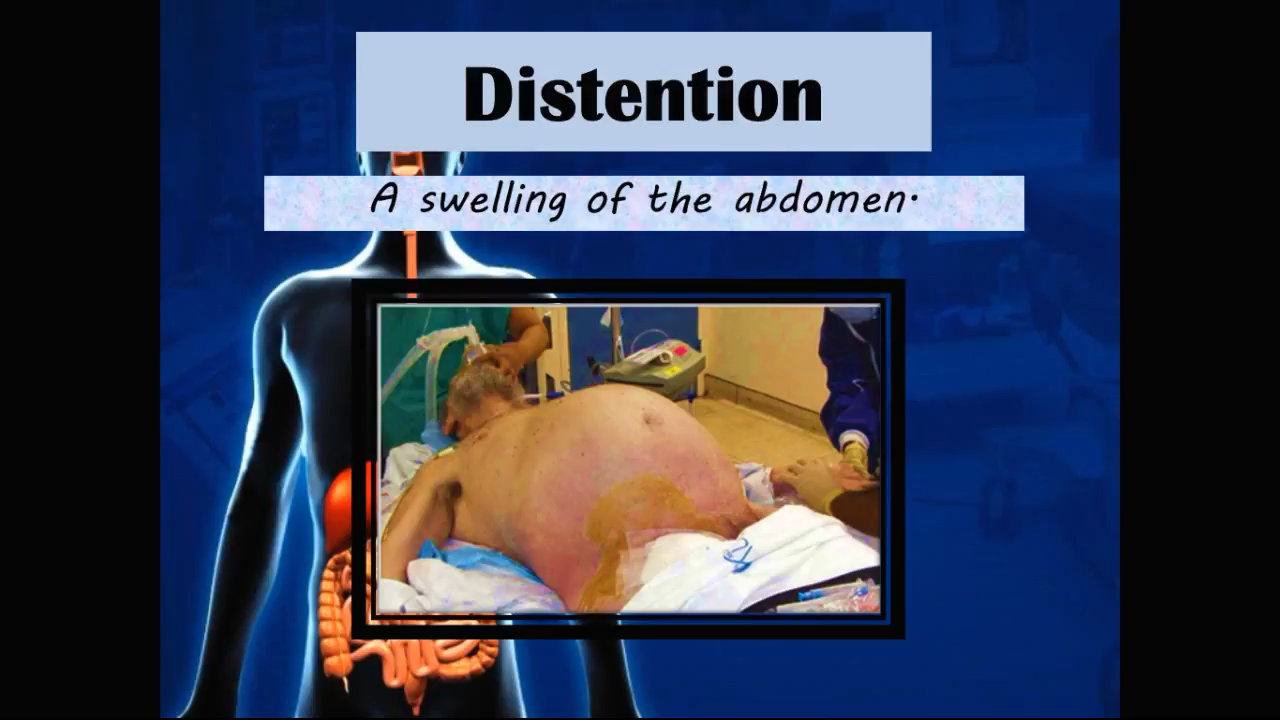 Distention
A swelling of the abdomen.